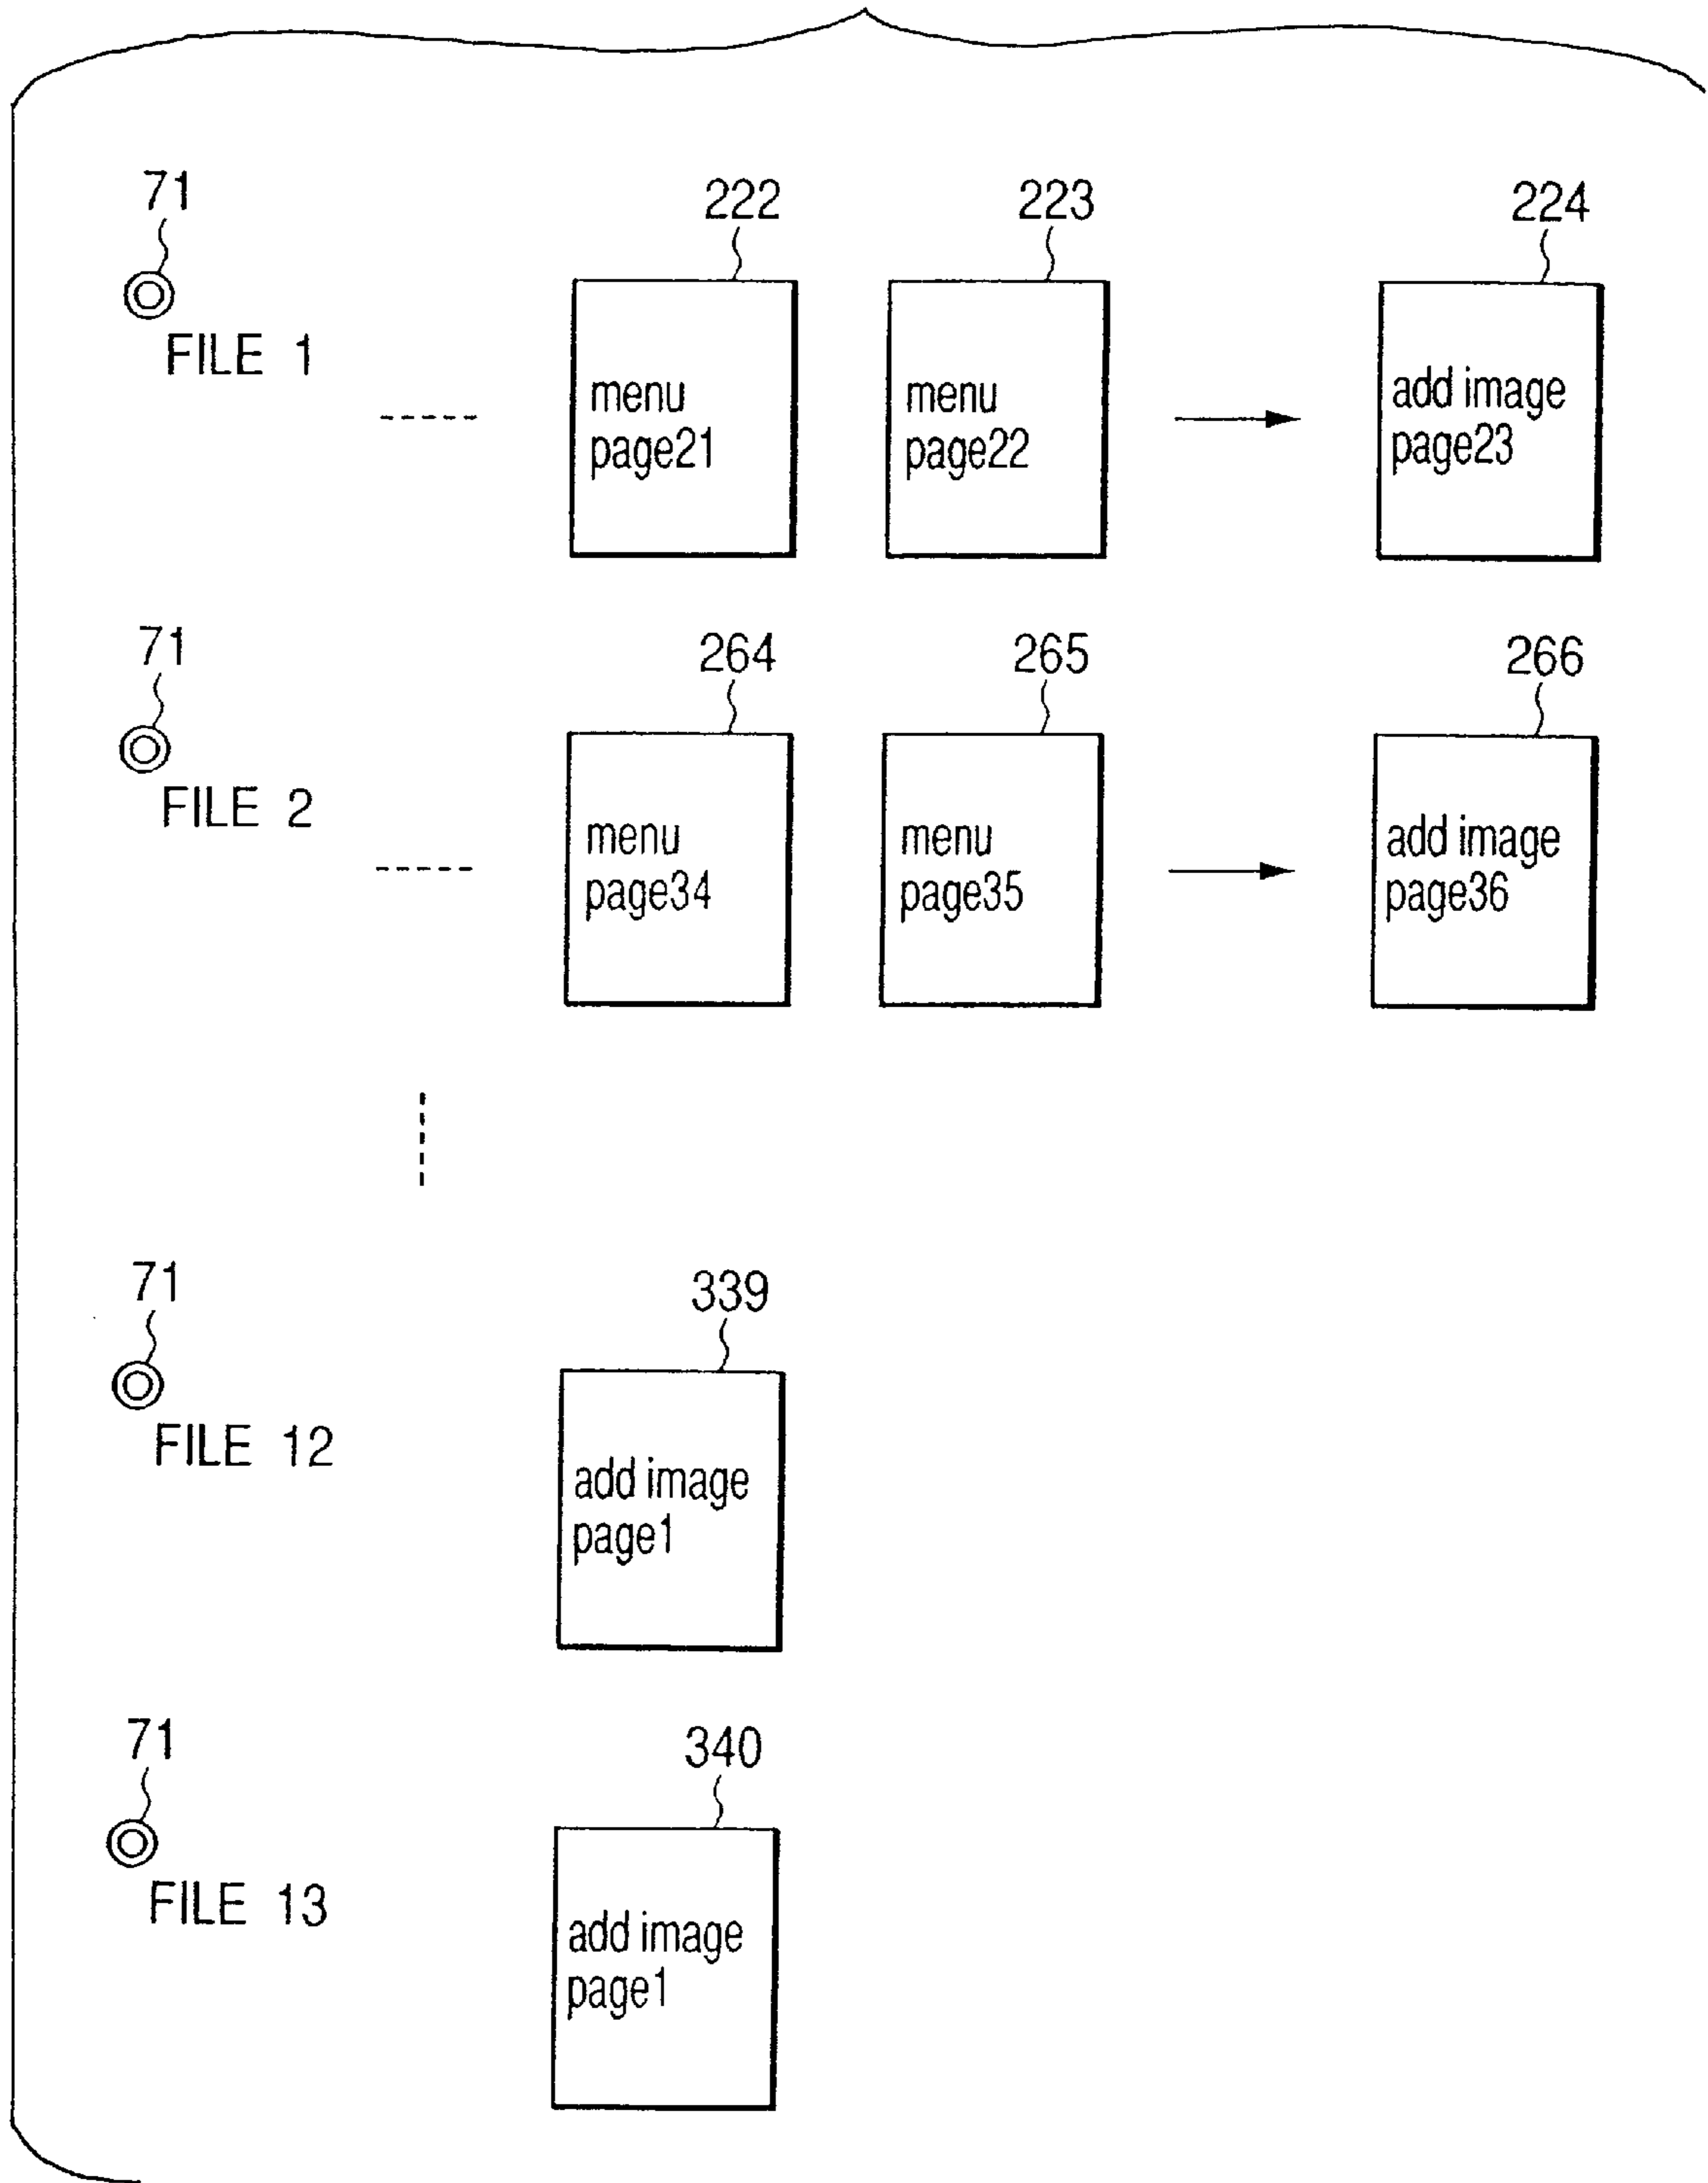 71
222
223
224
FILE 1
menu
page21
menu
page22
add image
page23
71
264
265
266
FILE 2
menu
page34
menu
page35
add image
page36
71
339
FILE 12
add image
page1
71
340
FILE 13
add image
page1